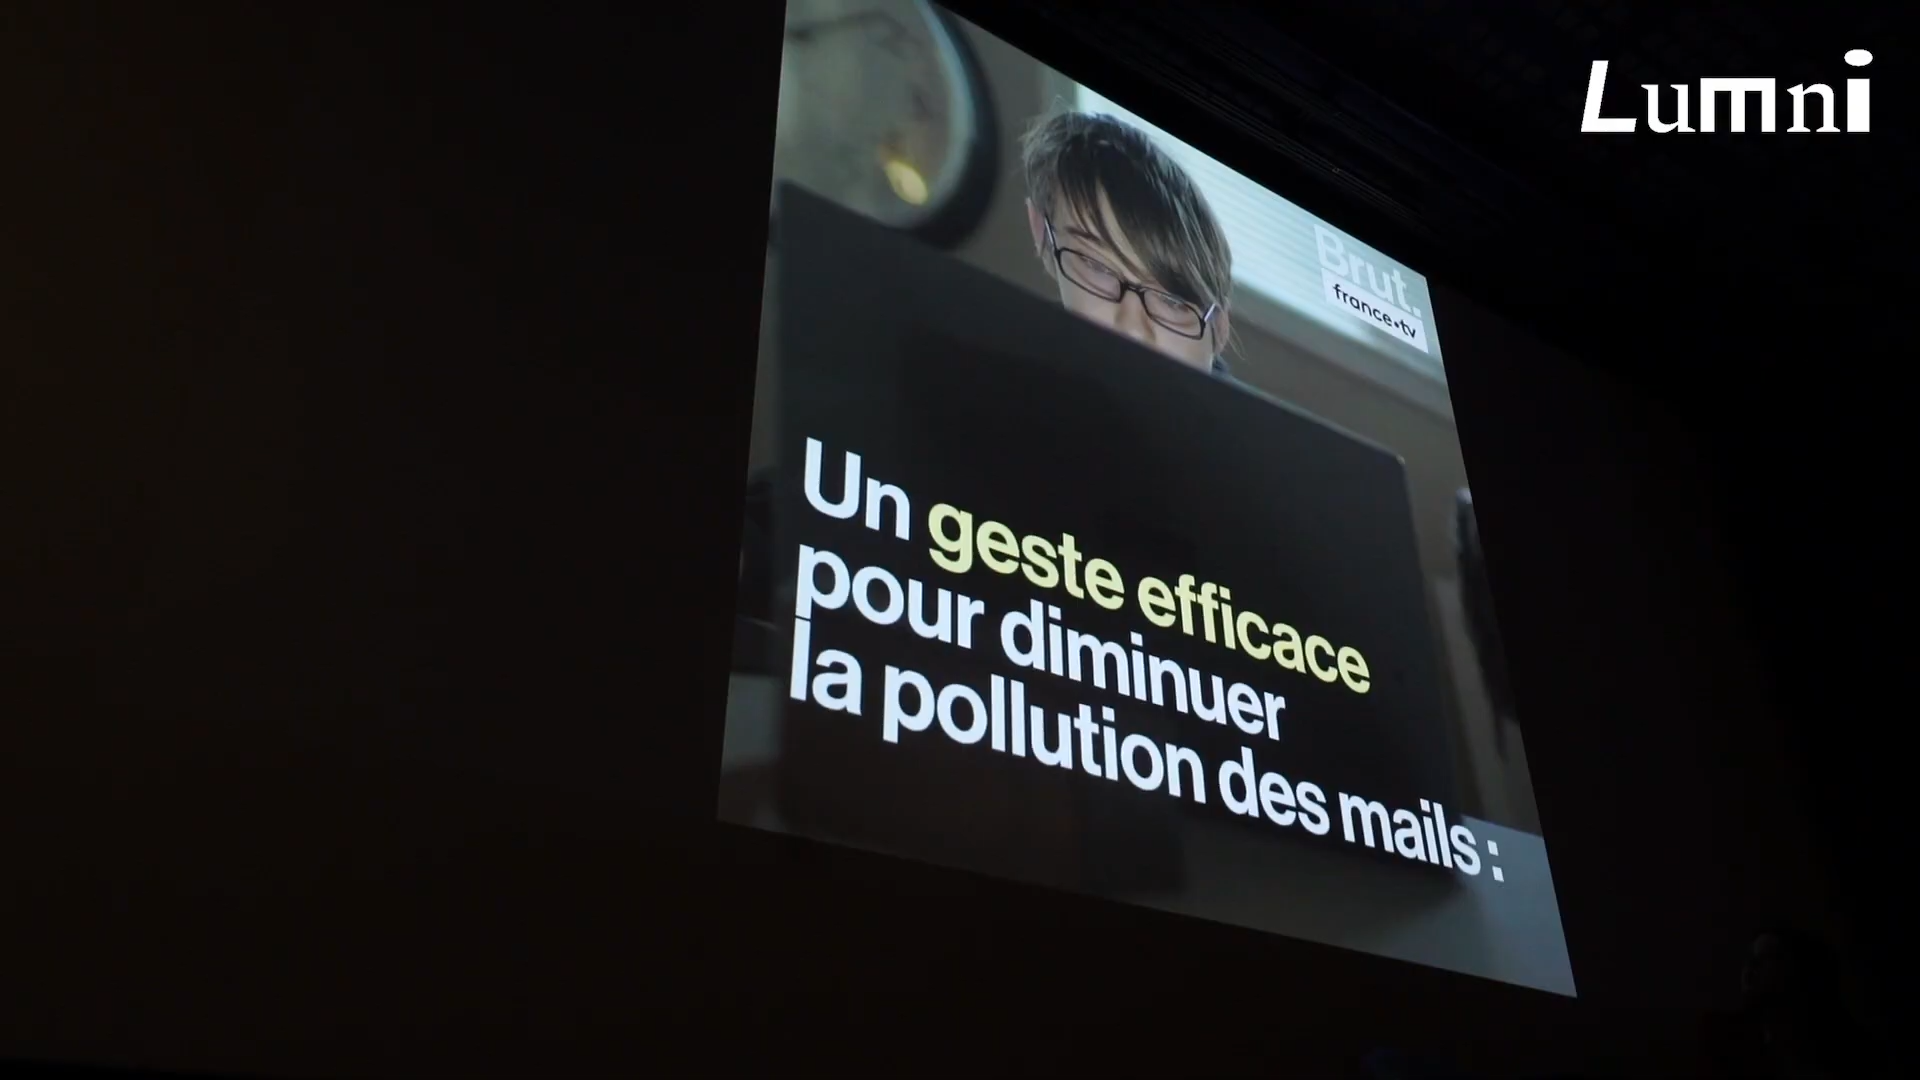 Lumni
Brut.
france•tv
Un geste efficace
pour diminuer
la pollution des mails :